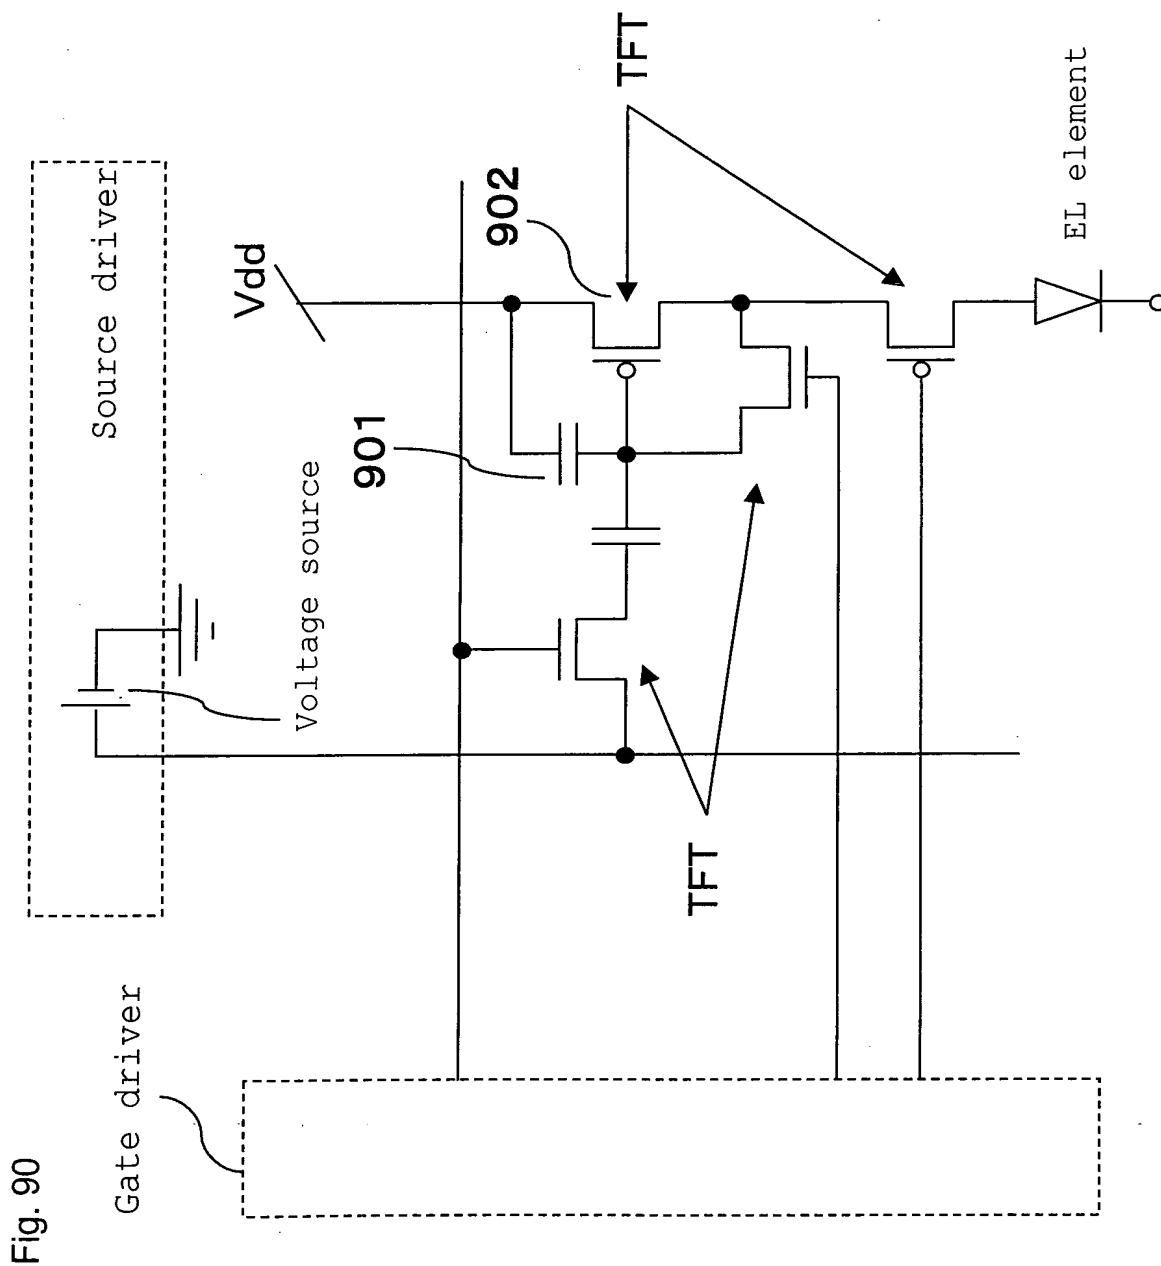 Fig. 90
Gate driver
Source driver
Voltage source
Vdd
901
902
TFT
TFT
EL element